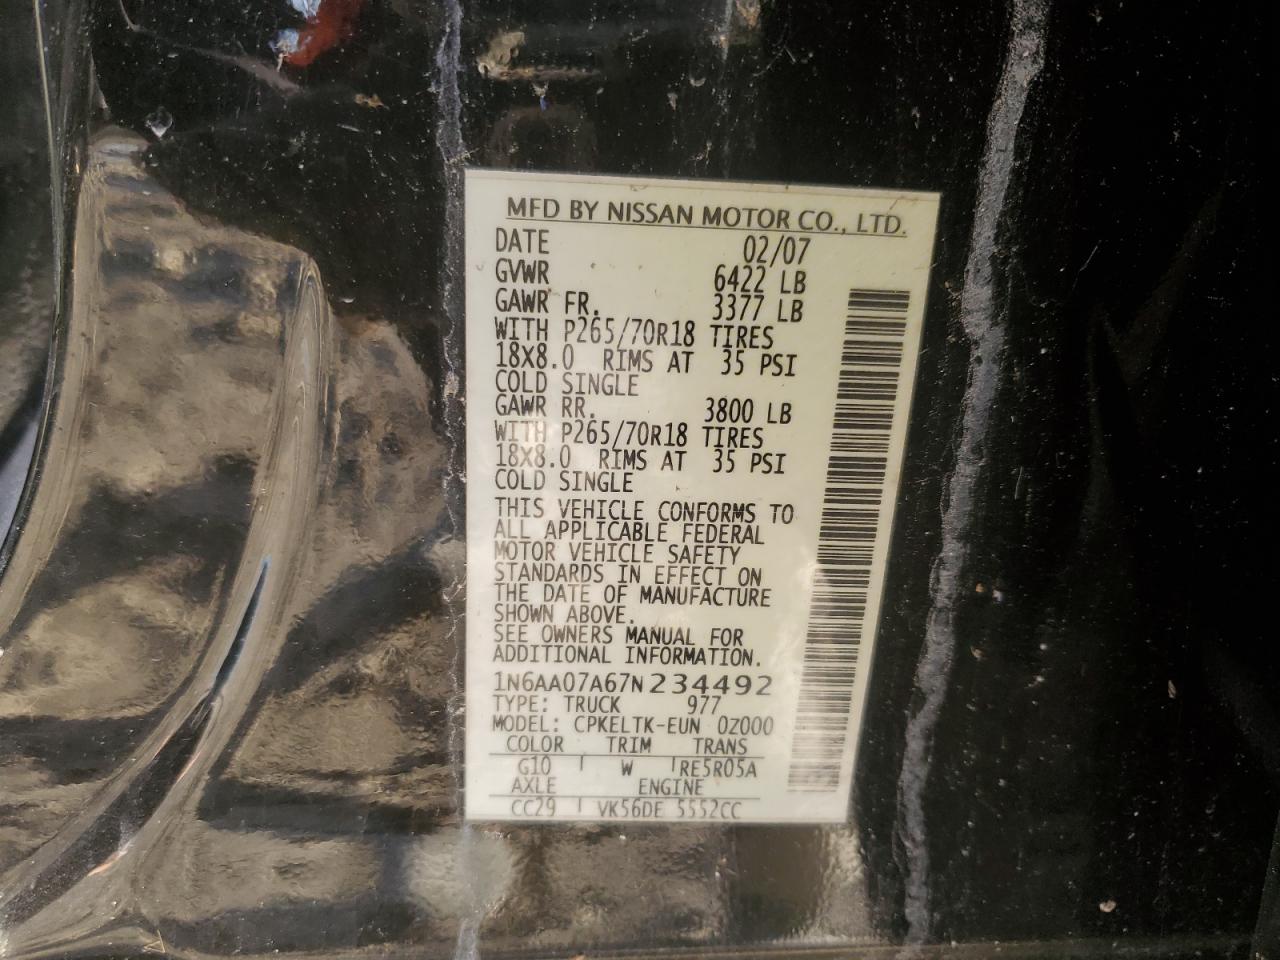 MFD BY NISSAN MOTOR CO., LTD.
DATE 02/07
GVWR 6422 LB
GAWR FR. 3377 LB
WITH P265/70R18 TIRES
18X8.0 RIMS AT 35 PSI
COLD SINGLE
GAWR RR. 3800 LB
WITH P265/70R18 TIRES
18X8.0 RIMS AT 35 PSI
COLD SINGLE
THIS VEHICLE CONFORMS TO
ALL APPLICABLE FEDERAL
MOTOR VEHICLE SAFETY
STANDARDS IN EFFECT ON
THE DATE OF MANUFACTURE
SHOWN ABOVE.
SEE OWNERS MANUAL FOR
ADDITIONAL INFORMATION.
1N6AA07A67N234492
TYPE: TRUCK 977
MODEL: CPKELTK-EUN 0Z000
COLOR TRIM TRANS
G10 W RE5R05A
AXLE ENGINE
CC29 VK56DE 5552CC